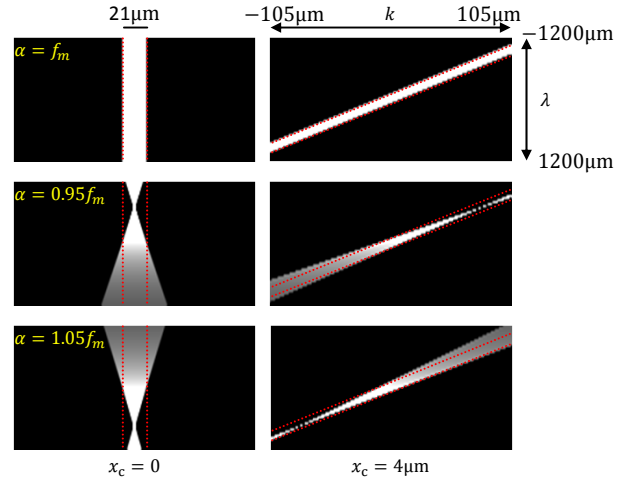 21μm
−105μm k 105μm
−1200μm
α = f_m
λ
1200μm
α = 0.95f_m
α = 1.05f_m
x_c = 0
x_c = 4μm